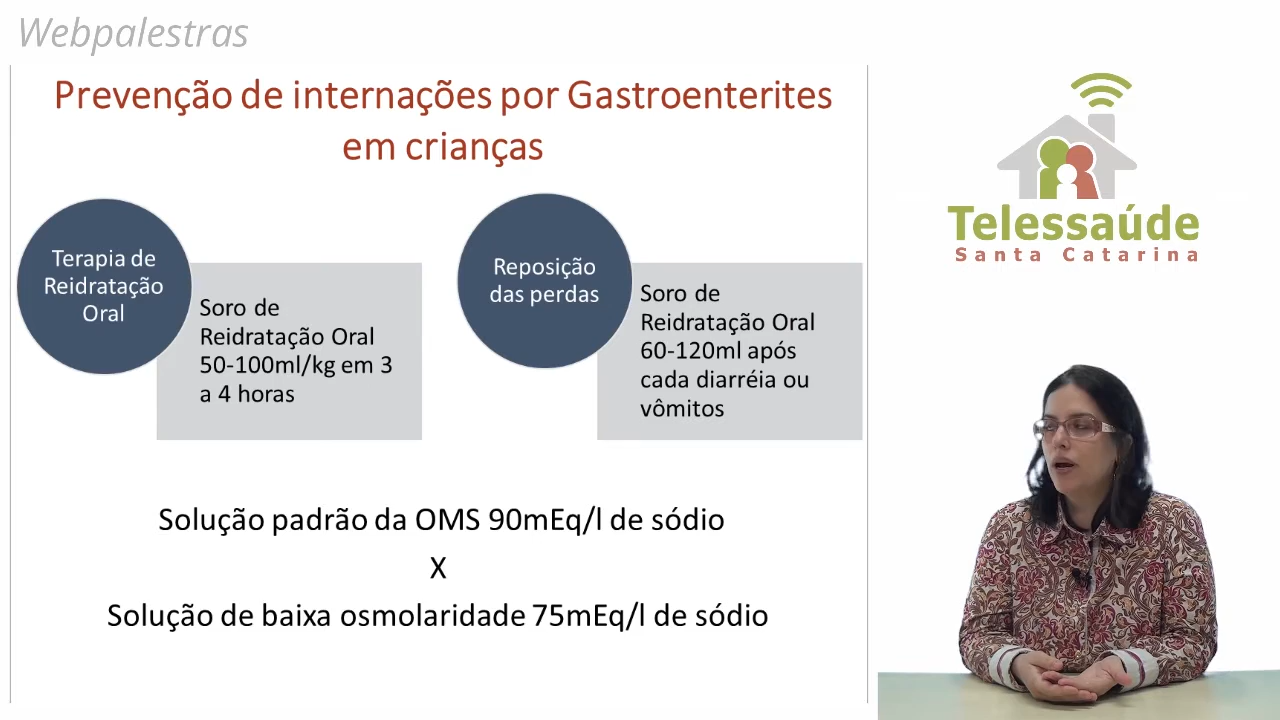 Webpalestras
Prevenção de internações por Gastroenterites
em crianças
Terapia de
Reidratação
Oral
Soro de
Reidratação Oral
50-100ml/kg em 3
a 4 horas
Reposição
das perdas
Soro de
Reidratação Oral
60-120ml após
cada diarréia ou
vômitos
Solução padrão da OMS 90mEq/l de sódio
X
Solução de baixa osmolaridade 75mEq/l de sódio
Telessaúde
Santa Catarina